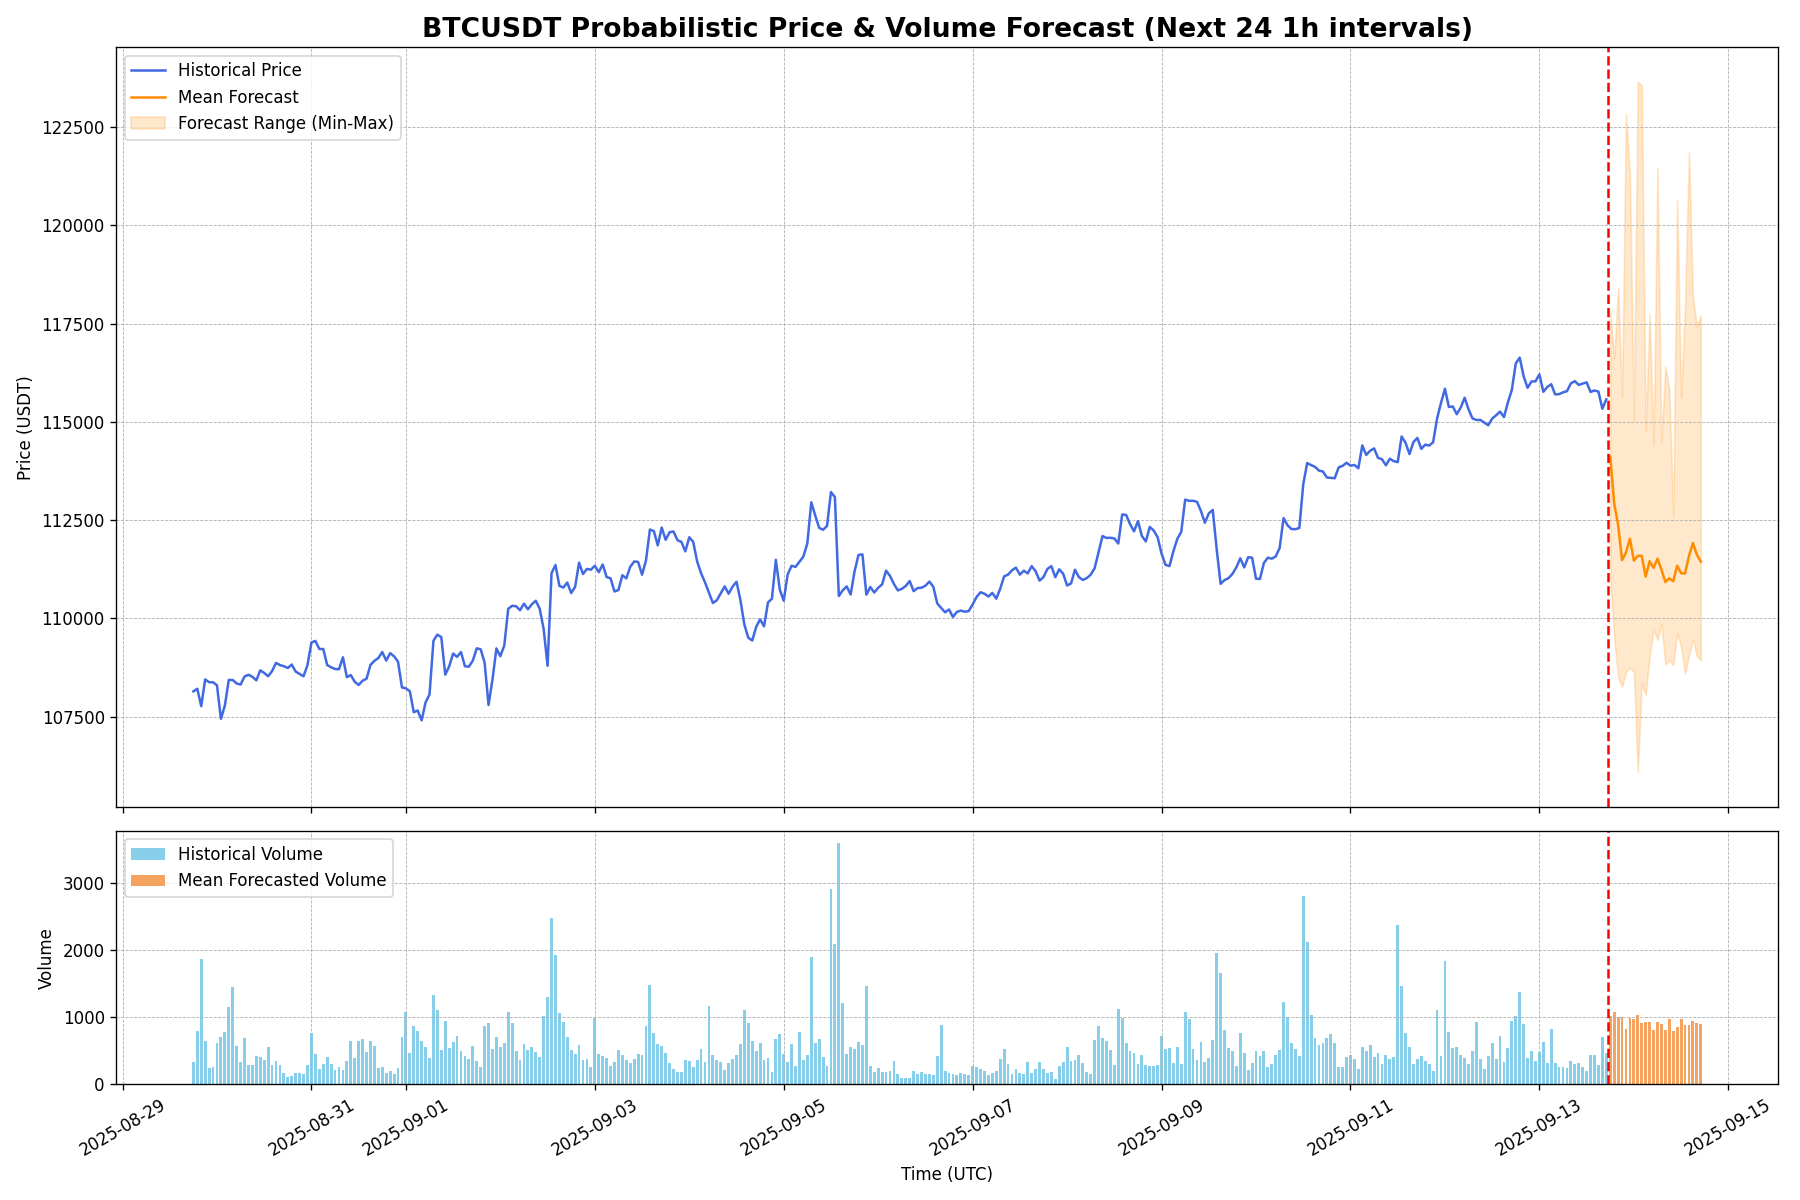 BTCUSDT Probabilistic Price & Volume Forecast (Next 24 1h intervals)
Historical Price
Mean Forecast
Forecast Range (Min-Max)
122500
120000
117500
115000
112500
110000
107500
Price (USDT)
Historical Volume
Mean Forecasted Volume
3000
2000
1000
0
Volume
2025-08-29
2025-08-31
2025-09-01
2025-09-03
2025-09-05
2025-09-07
2025-09-09
2025-09-11
2025-09-13
2025-09-15
Time (UTC)